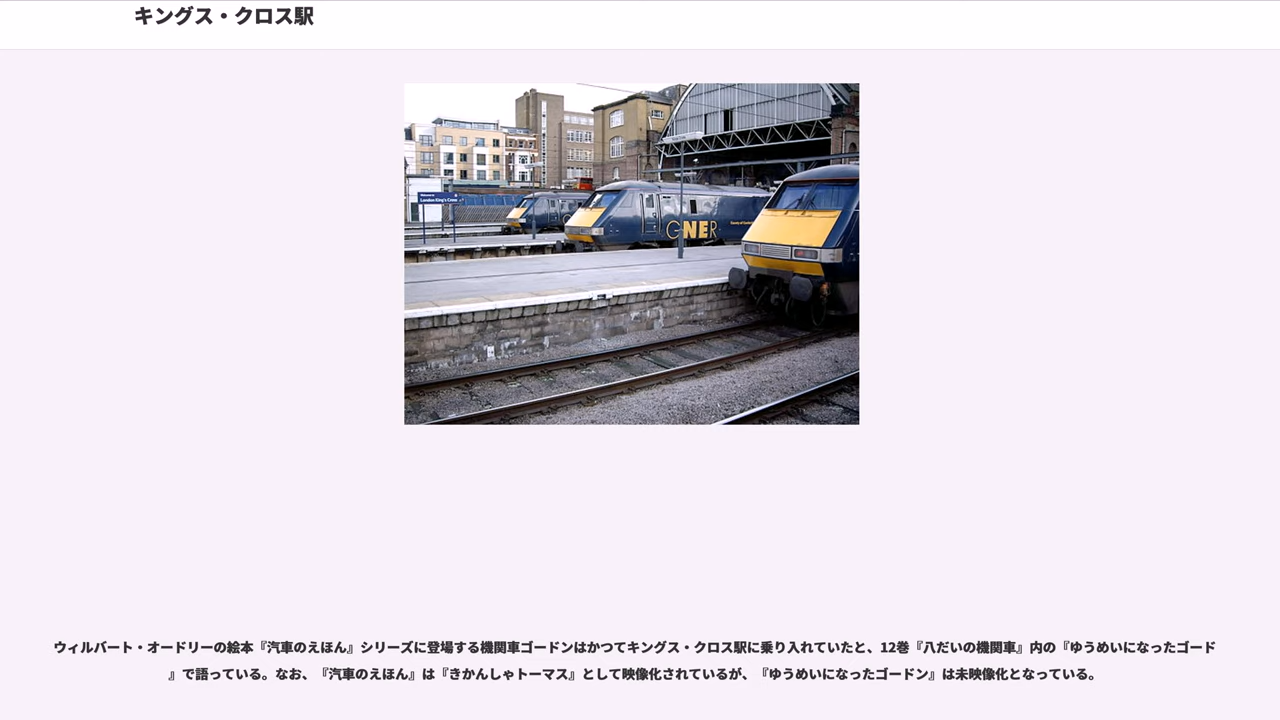 キングス・クロス駅
Welcome to
London King's Cross
GNER
ウィルバート・オードリーの絵本『汽車のえほん』シリーズに登場する機関車ゴードンはかつてキングス・クロス駅に乗り入れていたと、12巻『八だいの機関車』内の『ゆうめいになったゴード
』で語っている。なお、『汽車のえほん』は『きかんしゃトーマス』として映像化されているが、『ゆうめいになったゴードン』は未映像化となっている。